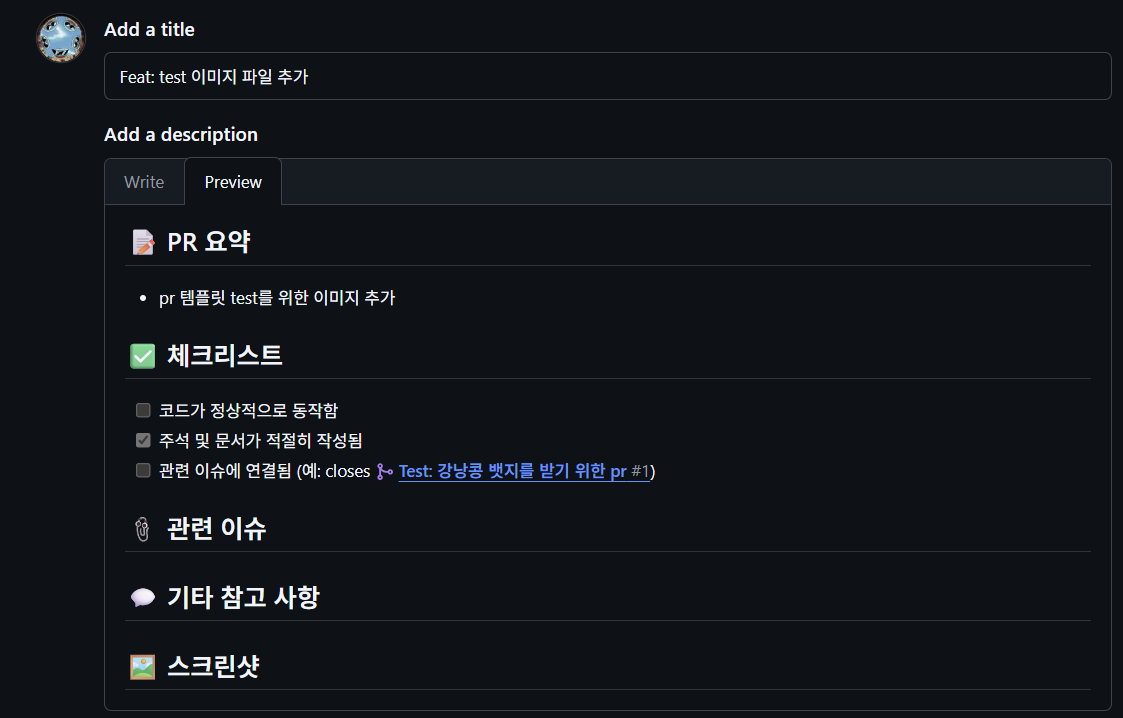 Add a title
Feat: test 이미지 파일 추가
Add a description
Write
Preview
📝 PR 요약
• pr 템플릿 test를 위한 이미지 추가
✅ 체크리스트
코드가 정상적으로 동작함
주석 및 문서가 적절히 작성됨
관련 이슈에 연결됨 (예: closes Test: 강낭콩 뱃지를 받기 위한 pr #1)
🖇 관련 이슈
💬 기타 참고 사항
🖼️ 스크린샷